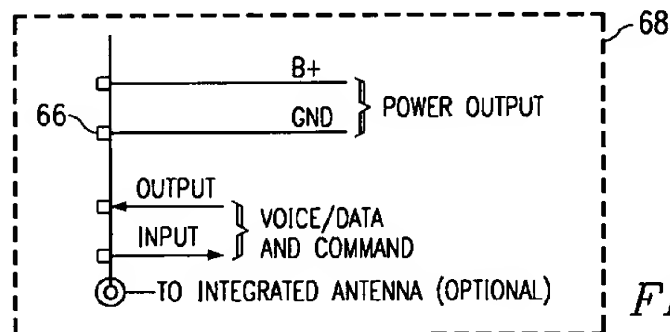 68
B+
66
GND
POWER OUTPUT
OUTPUT
INPUT
VOICE/DATA
AND COMMAND
TO INTEGRATED ANTENNA (OPTIONAL)